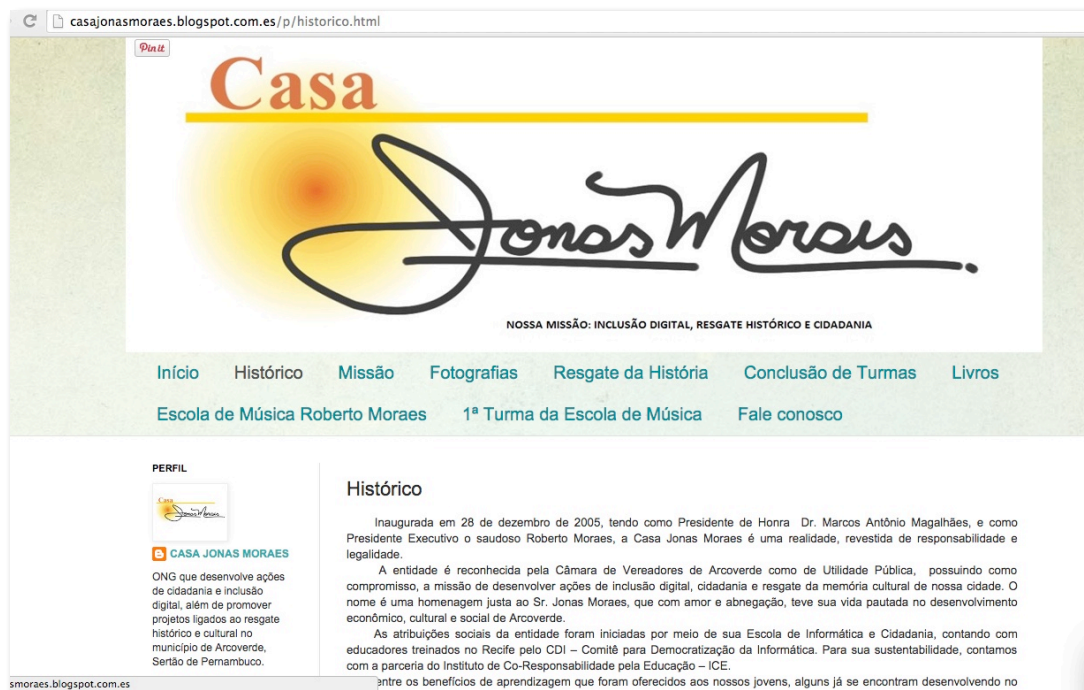 casajonasmoraes.blogspot.com.es/p/historico.html
Pin it
Casa
Jonas Morais.
NOSSA MISSÃO: INCLUSÃO DIGITAL, RESGATE HISTÓRICO E CIDADANIA
Início Histórico Missão Fotografias Resgate da História Conclusão de Turmas Livros
Escola de Música Roberto Moraes 1ª Turma da Escola de Música Fale conosco
PERFIL
Casa
Jonas Morais
CASA JONAS MORAES
ONG que desenvolve ações
de cidadania e inclusão
digital, além de promover
projetos ligados ao resgate
histórico e cultural no
município de Arcoverde,
Sertão de Pernambuco.
Histórico
Inaugurada em 28 de dezembro de 2005, tendo como Presidente de Honra Dr. Marcos Antônio Magalhães, e como
Presidente Executivo o saudoso Roberto Moraes, a Casa Jonas Moraes é uma realidade, revestida de responsabilidade e
legalidade.
A entidade é reconhecida pela Câmara de Vereadores de Arcoverde como de Utilidade Pública, possuindo como
compromisso, a missão de desenvolver ações de inclusão digital, cidadania e resgate da memória cultural de nossa cidade. O
nome é uma homenagem justa ao Sr. Jonas Moraes, que com amor e abnegação, teve sua vida pautada no desenvolvimento
econômico, cultural e social de Arcoverde.
As atribuições sociais da entidade foram iniciadas por meio de sua Escola de Informática e Cidadania, contando com
educadores treinados no Recife pelo CDI – Comitê para Democratização da Informática. Para sua sustentabilidade, contamos
com a parceria do Instituto de Co-Responsabilidade pela Educação – ICE.
entre os benefícios de aprendizagem que foram oferecidos aos nossos jovens, alguns já se encontram desenvolvendo no
smoraes.blogspot.com.es